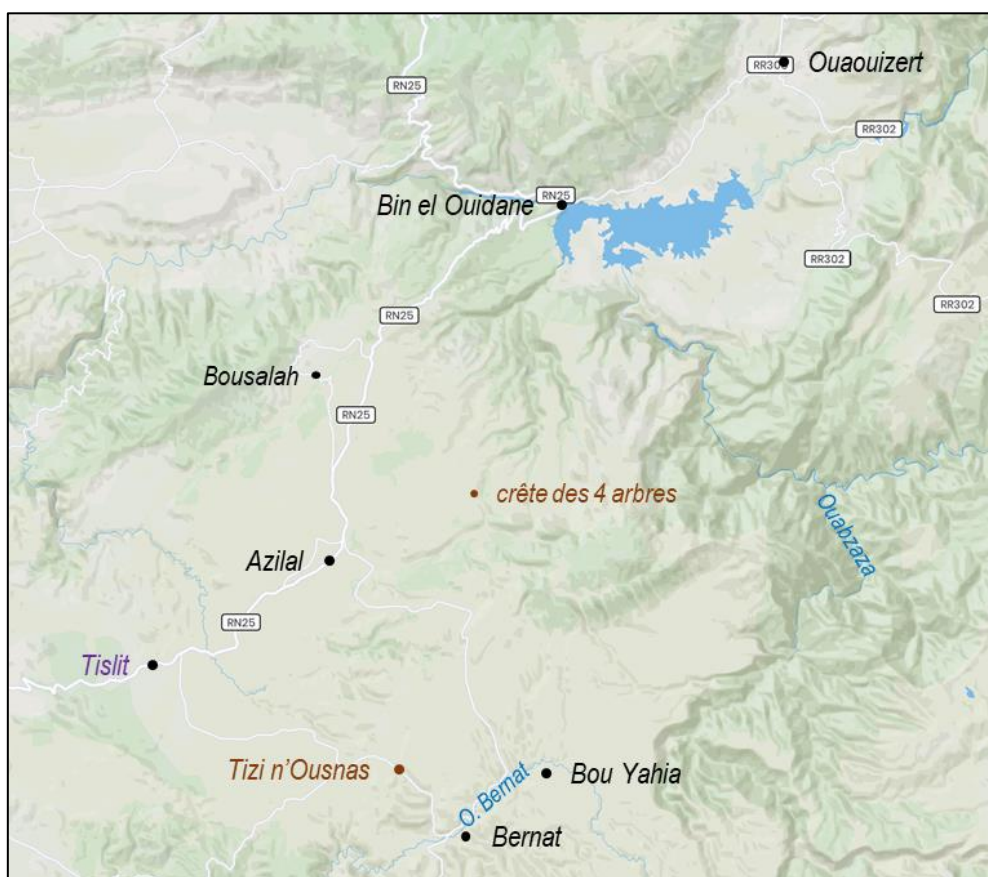 RR306
Ouaouizert
RN25
RR302
Bin el Ouidane
RN25
RR302
RR302
RN25
Bousalah
RN25
crête des 4 arbres
Ouabzaza
Azilal
RN25
Tislit
Tizi n’Ousnas
O. Bernat
Bou Yahia
Bernat